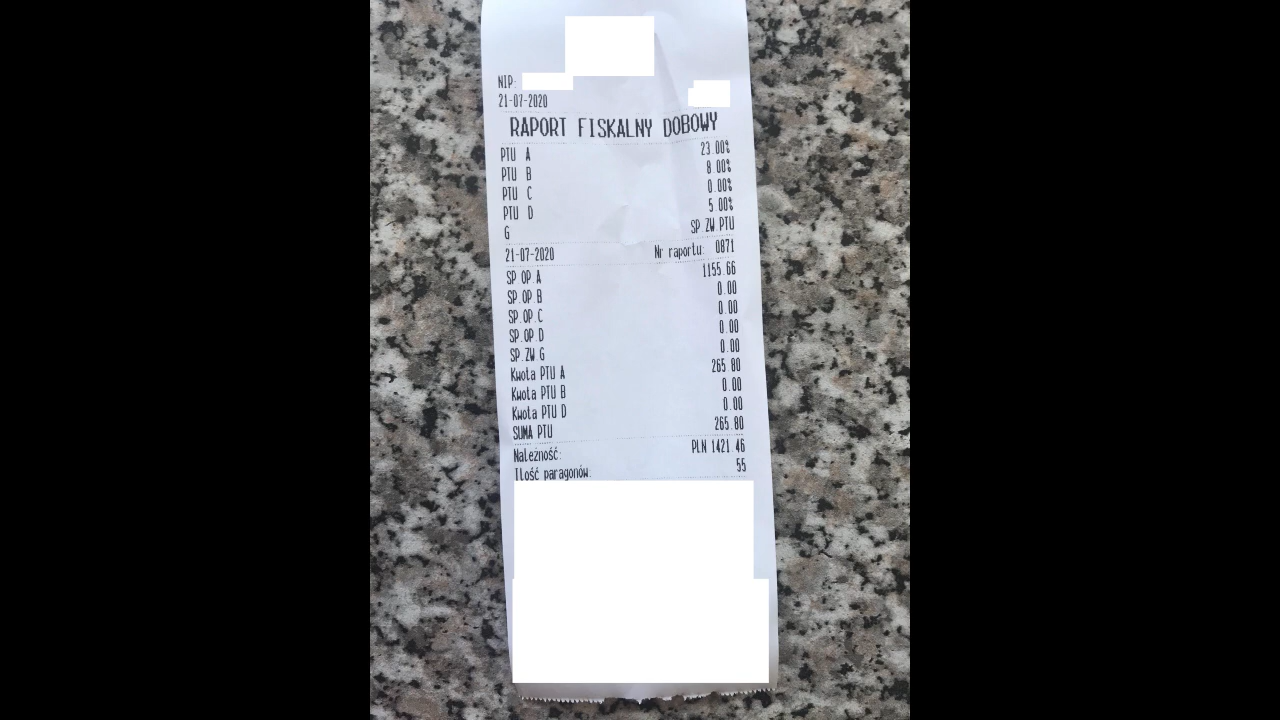 NIP:
21-07-2020
RAPORT FISKALNY DOBOWY
PTU A 23.00%
PTU B 8.00%
PTU C 0.00%
PTU D 5.00%
G SP.ZW.PTU
21-07-2020 Nr raportu: 0871
SP.OP.A 1155.66
SP.OP.B 0.00
SP.OP.C 0.00
SP.OP.D 0.00
SP.ZW.G 0.00
Kwota PTU A 265.80
Kwota PTU B 0.00
Kwota PTU D 0.00
SUMA PTU 265.80
Należność: PLN 1421.46
Ilość paragonów: 55